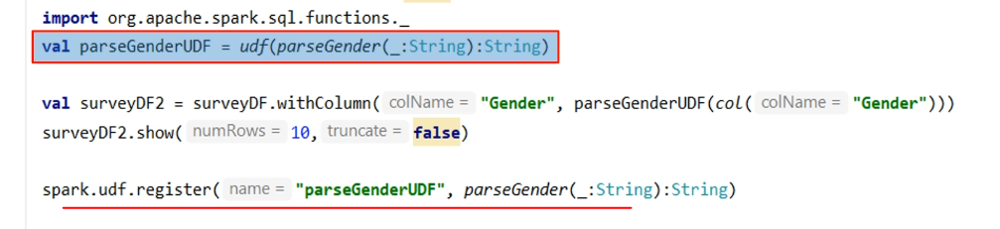 import org.apache.spark.sql.functions._
val parseGenderUDF = udf(parseGender(_:String):String)
val surveyDF2 = surveyDF.withColumn( colName = "Gender", parseGenderUDF(col( colName = "Gender")))
surveyDF2.show( numRows = 10, truncate = false)
spark.udf.register( name = "parseGenderUDF", parseGender(_:String):String)